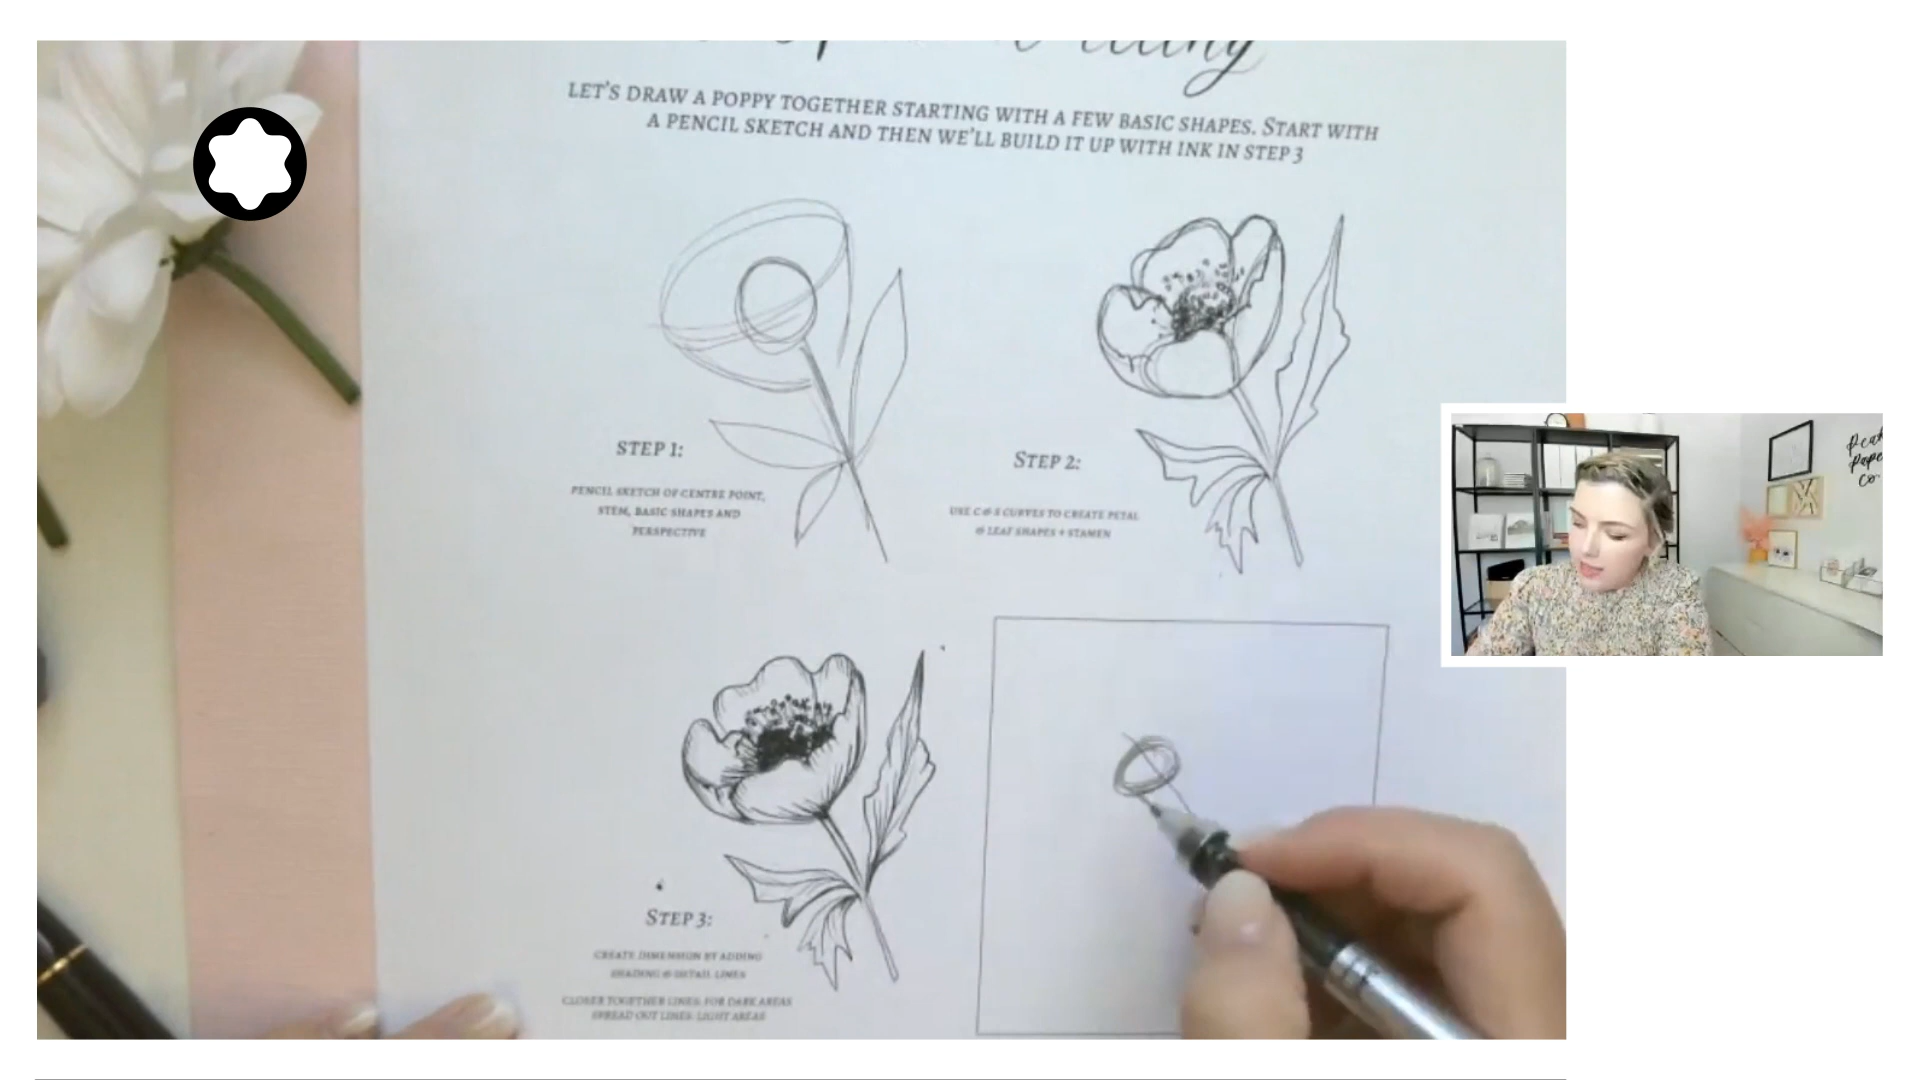 LET'S DRAW A POPPY TOGETHER STARTING WITH A FEW BASIC SHAPES. START WITH
A PENCIL SKETCH AND THEN WE'LL BUILD IT UP WITH INK IN STEP 3
STEP 1:
PENCIL SKETCH OF CENTRE POINT,
STEM, BASIC SHAPES AND
PERSPECTIVE
STEP 2:
USE C & S CURVES TO CREATE PETAL
& LEAF SHAPES + STAMEN
Peak
Paper
Co
STEP 3:
CREATE DIMENSION BY ADDING
SHADING & DETAIL LINES
CLOSER TOGETHER LINES: FOR DARK AREAS
SPREAD OUT LINES: LIGHT AREAS